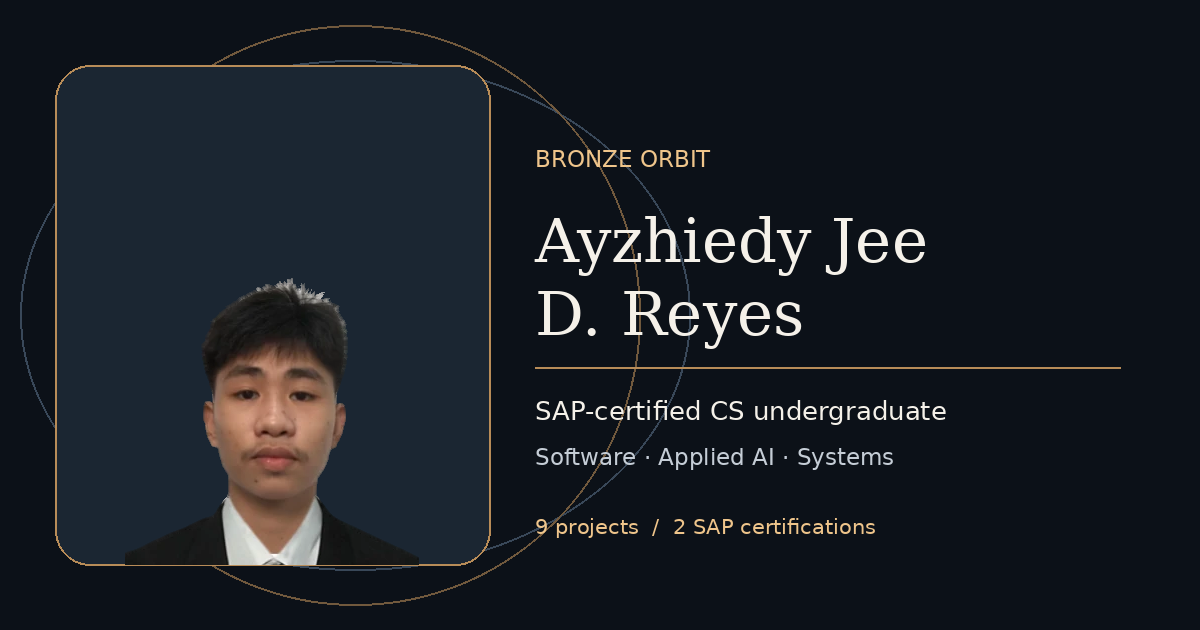 BRONZE ORBIT
Ayzhiedy Jee
D. Reyes
SAP-certified CS undergraduate
Software · Applied AI · Systems
9 projects / 2 SAP certifications